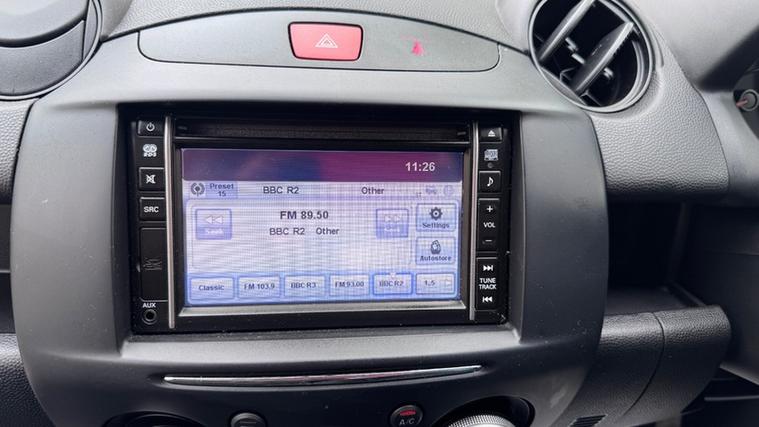 11:26
Preset
15
BBC R2
Other
FM 89.50
BBC R2 Other
Seek
Settings
Autostore
Classic
FM 103.9
BBC R3
FM 93.00
BBC R2
1..5
RDS
SRC
AUX
+
VOL
-
TUNE
TRACK
A/C